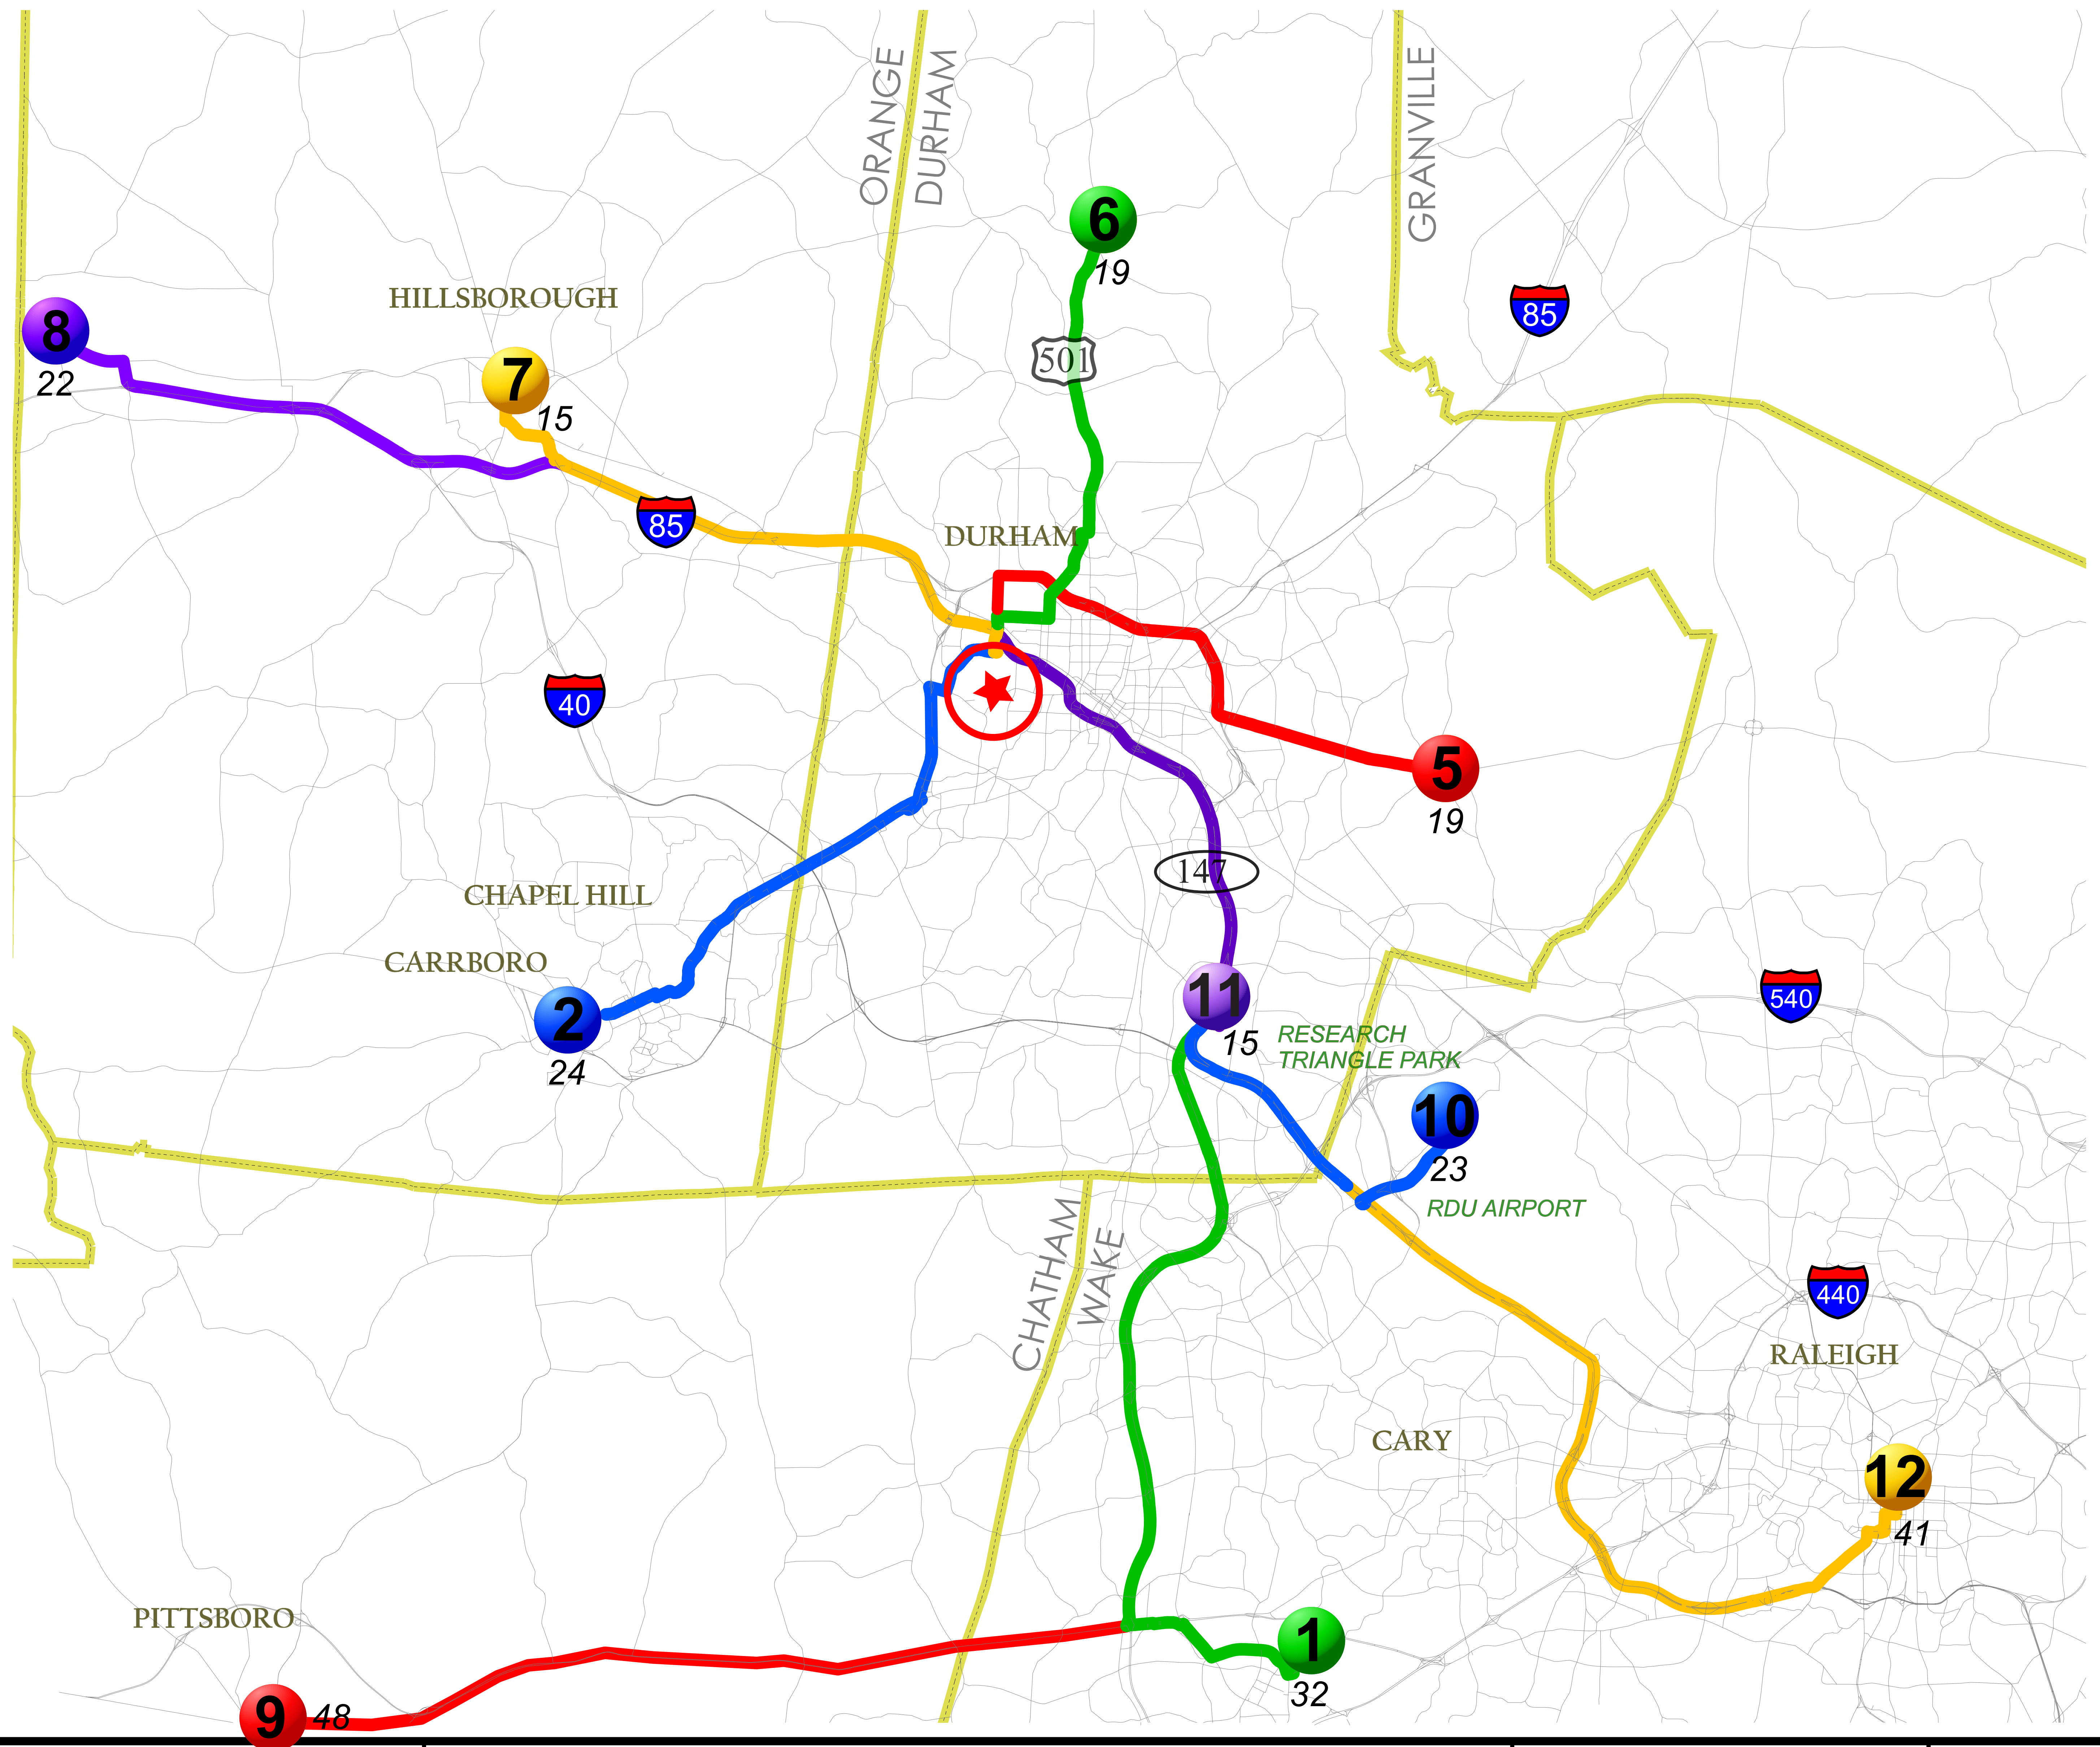 ORANGE
DURHAM
GRANVILLE
6
19
HILLSBOROUGH
85
8
22
7
15
501
85
DURHAM
40
5
19
147
CHAPEL HILL
CARRBORO
2
24
11
15
RESEARCH
TRIANGLE PARK
540
10
23
RDU AIRPORT
CHATHAM
WAKE
440
RALEIGH
CARY
12
41
PITTSBORO
9
48
1
32